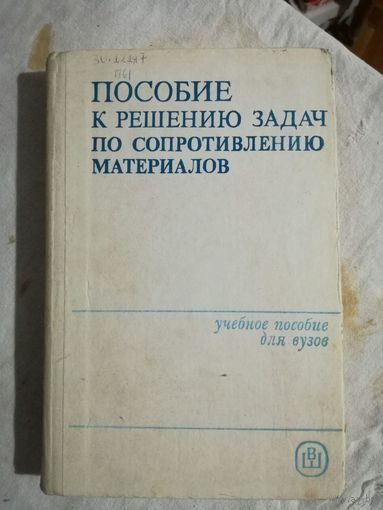 ПОСОБИЕ
К РЕШЕНИЮ ЗАДАЧ
ПО СОПРОТИВЛЕНИЮ
МАТЕРИАЛОВ
учебное пособие
для вузов